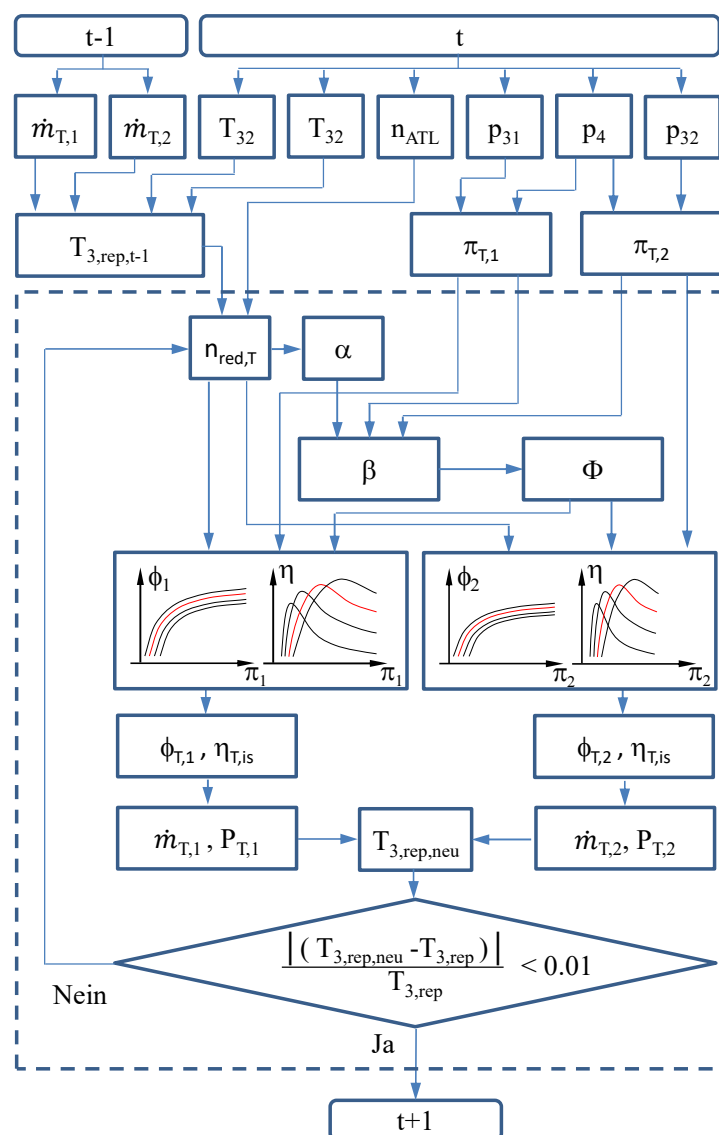 t-1 t
ṁT,1 ṁT,2 T32 T32 nATL p31 p4 p32
T3,rep,t-1 πT,1 πT,2
nred,T α
β Φ
ϕ1 η ϕ2 η
π1 π1 π2 π2
ϕT,1 , ηT,is ϕT,2 , ηT,is
ṁT,1 , PT,1 T3,rep,neu ṁT,2, PT,2
|( T3,rep,neu -T3,rep )|
T3,rep
< 0.01
Nein
Ja
t+1